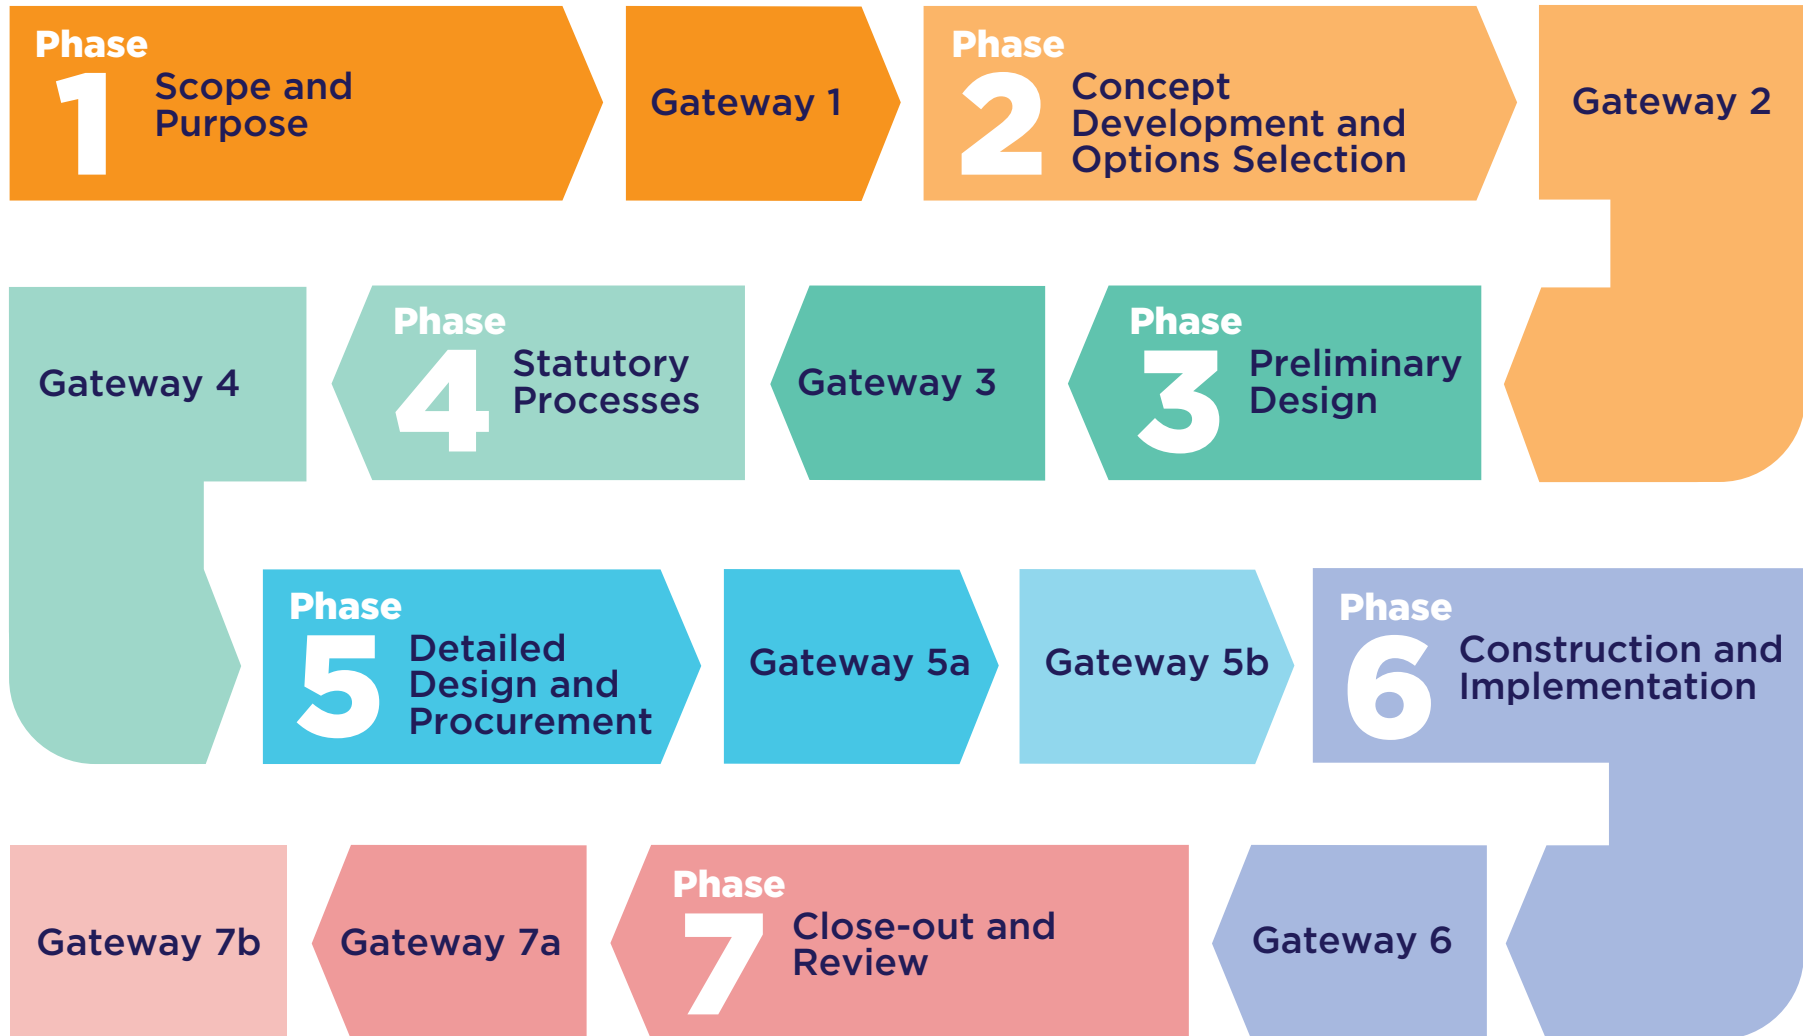 Phase
1
Scope and
Purpose
Gateway 1
Phase
2
Concept
Development and
Options Selection
Gateway 2
Phase
3
Preliminary
Design
Gateway 3
Phase
4
Statutory
Processes
Gateway 4
Phase
5
Detailed
Design and
Procurement
Gateway 5a
Gateway 5b
Phase
6
Construction and
Implementation
Gateway 6
Phase
7
Close-out and
Review
Gateway 7a
Gateway 7b